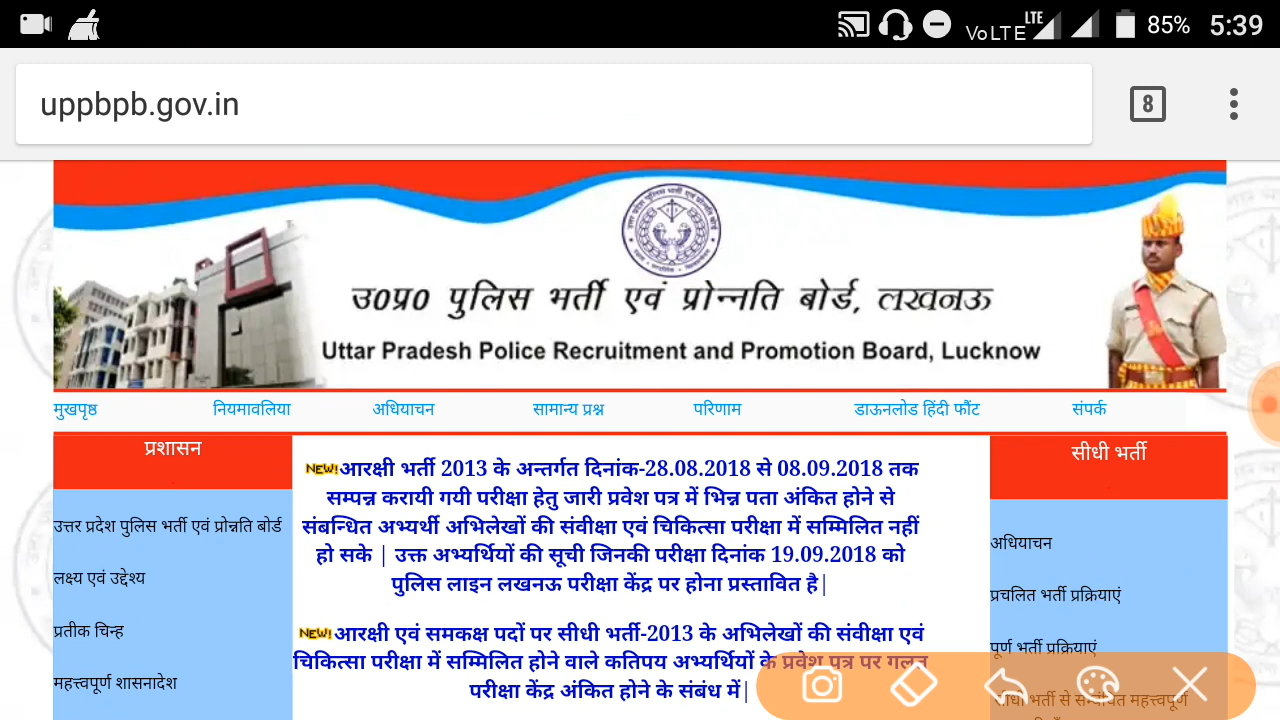 VoLTE LTE 85% 5:39
uppbpb.gov.in 8
उ0प्र0 पुलिस भर्ती एवं प्रोन्नति बोर्ड, लखनऊ
Uttar Pradesh Police Recruitment and Promotion Board, Lucknow
मुखपृष्ठ नियमावलिया अधियाचन सामान्य प्रश्न परिणाम डाऊनलोड हिंदी फौंट संपर्क
प्रशासन
उत्तर प्रदेश पुलिस भर्ती एवं प्रोन्नति बोर्ड
लक्ष्य एवं उद्देश्य
प्रतीक चिन्ह
महत्त्वपूर्ण शासनादेश
NEW! आरक्षी भर्ती 2013 के अन्तर्गत दिनांक-28.08.2018 से 08.09.2018 तक
सम्पन्न करायी गयी परीक्षा हेतु जारी प्रवेश पत्र में भिन्न पता अंकित होने से
संबन्धित अभ्यर्थी अभिलेखों की संवीक्षा एवं चिकित्सा परीक्षा में सम्मिलित नहीं
हो सके | उक्त अभ्यर्थियों की सूची जिनकी परीक्षा दिनांक 19.09.2018 को
पुलिस लाइन लखनऊ परीक्षा केंद्र पर होना प्रस्तावित है|
NEW! आरक्षी एवं समकक्ष पदों पर सीधी भर्ती-2013 के अभिलेखों की संवीक्षा एवं
चिकित्सा परीक्षा में सम्मिलित होने वाले कतिपय अभ्यर्थियों के प्रवेश पत्र पर गलत
परीक्षा केंद्र अंकित होने के संबंध में|
सीधी भर्ती
अधियाचन
प्रचलित भर्ती प्रक्रियाएं
पूर्ण भर्ती प्रक्रियाएं
सीधी भर्ती से सम्बंधित महत्त्वपूर्ण